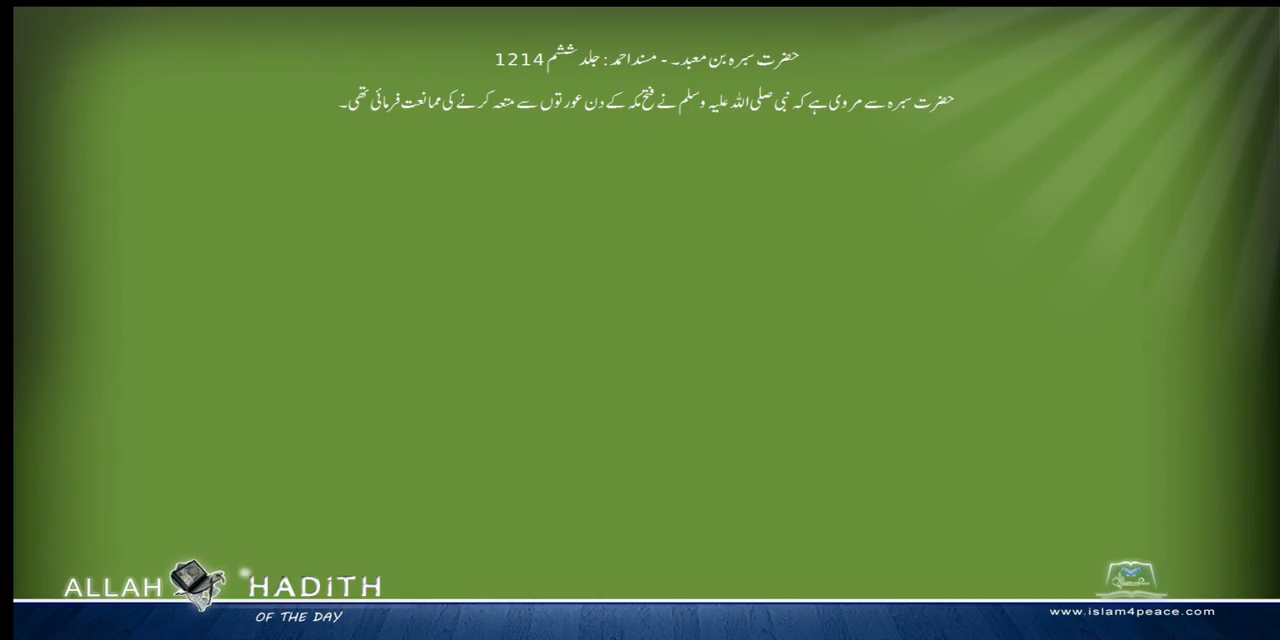 حضرت سبرہ بن معبد۔ - مسند احمد : جلد ششم 1214
حضرت سبرہ سے مروی ہے کہ نبی صلی اللہ علیہ وسلم نے فتح مکہ کے دن عورتوں سے متعہ کرنے کی ممانعت فرمائی تھی۔
ALLAH HADiTH
OF THE DAY
www.islam4peace.com